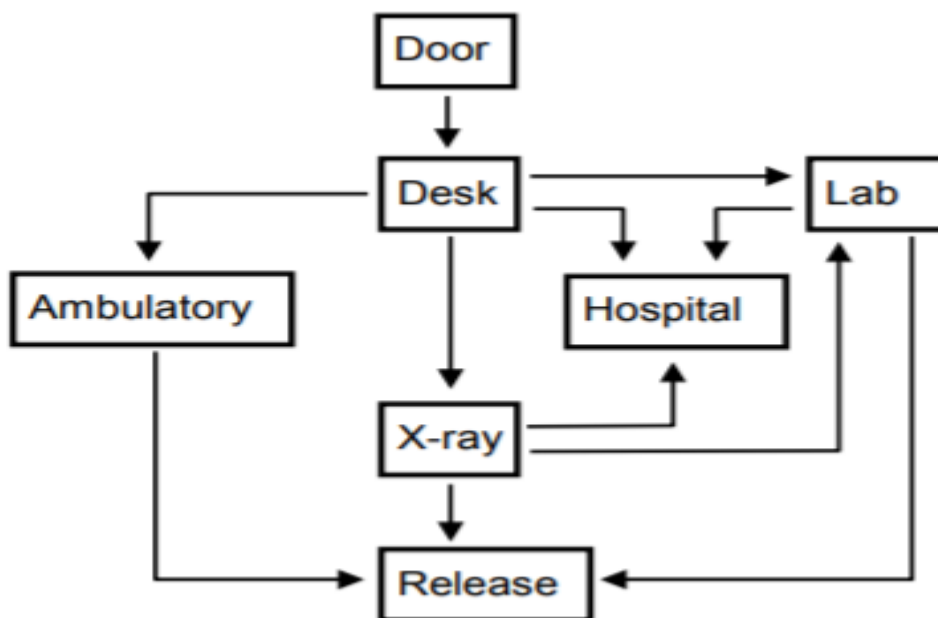 Door
Desk
Lab
Ambulatory
Hospital
X-ray
Release